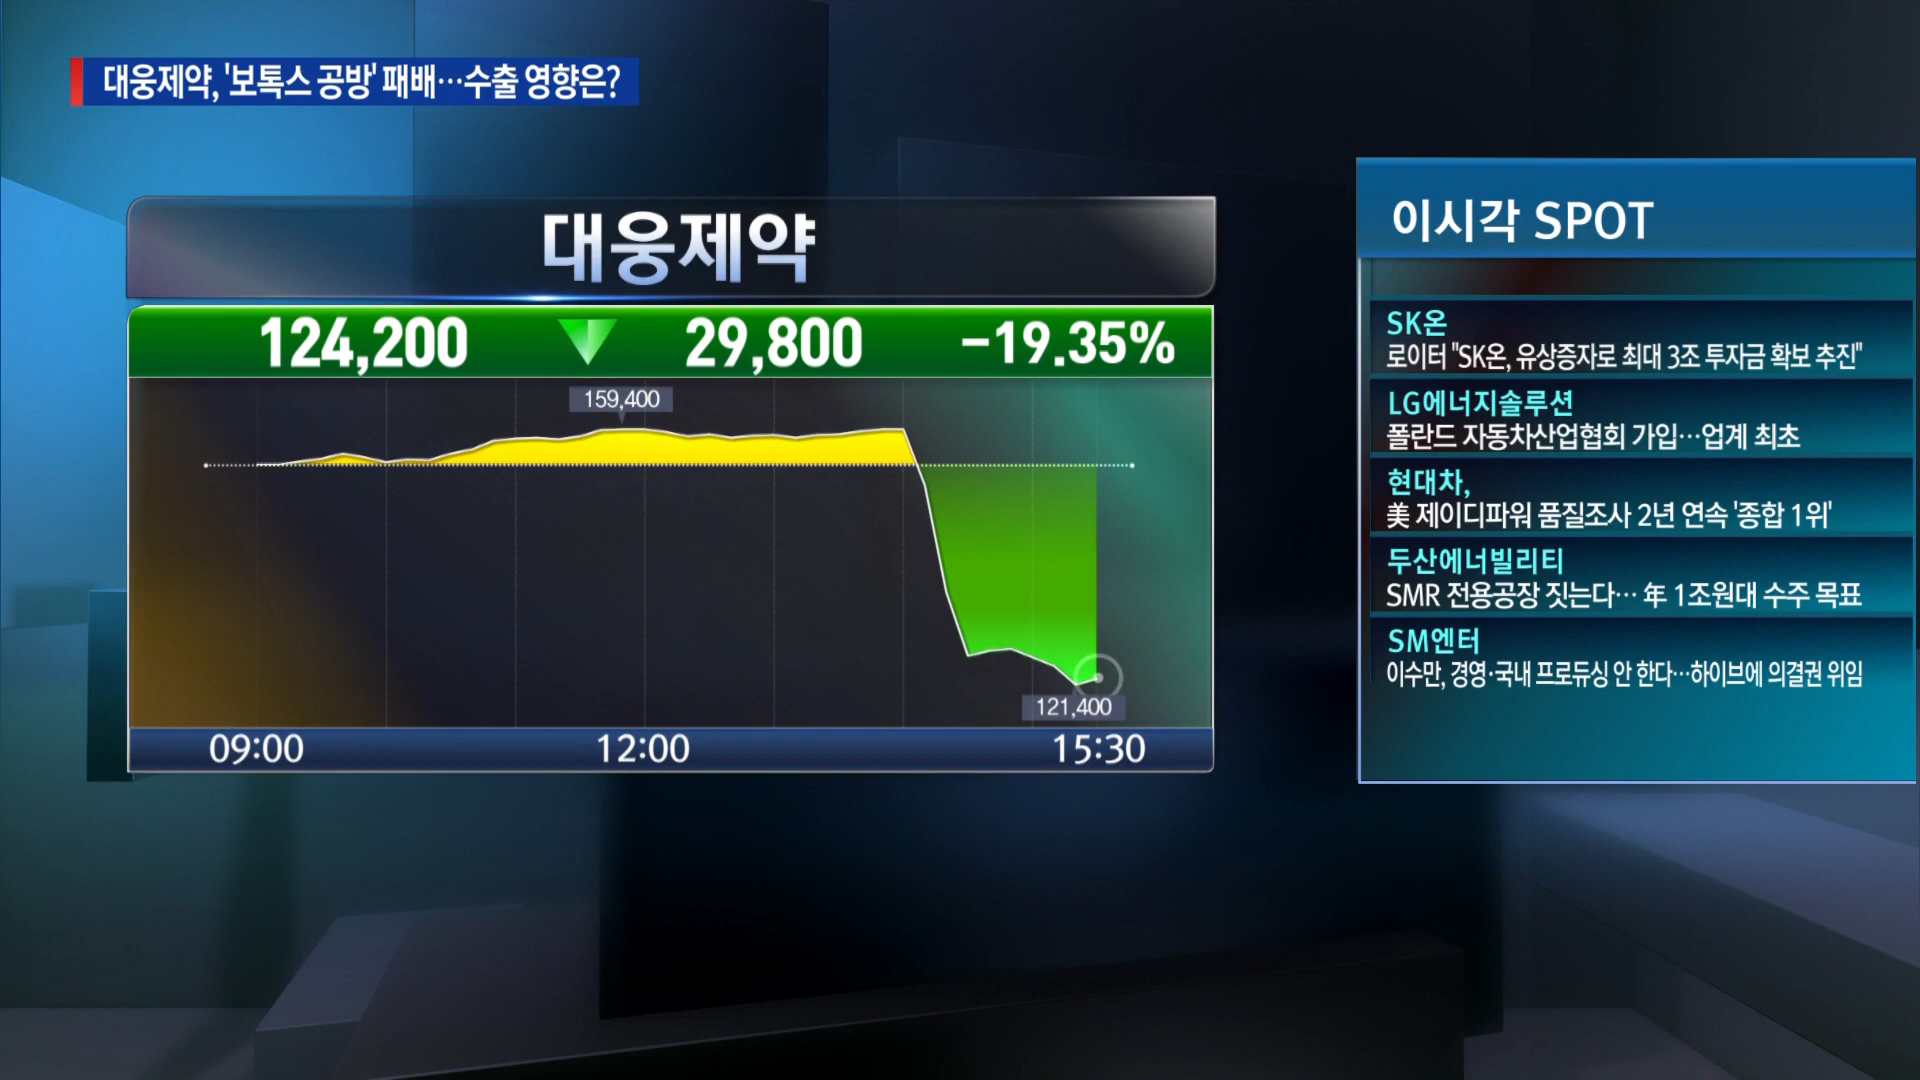 대웅제약, '보톡스 공방' 패배…수출 영향은?
대웅제약
124,200 ▼ 29,800 -19.35%
159,400
121,400
09:00 12:00 15:30
이시각 SPOT
SK온
로이터 "SK온, 유상증자로 최대 3조 투자금 확보 추진"
LG에너지솔루션
폴란드 자동차산업협회 가입…업계 최초
현대차,
美 제이디파워 품질조사 2년 연속 '종합 1위'
두산에너빌리티
SMR 전용공장 짓는다… 年 1조원대 수주 목표
SM엔터
이수만, 경영·국내 프로듀싱 안 한다…하이브에 의결권 위임